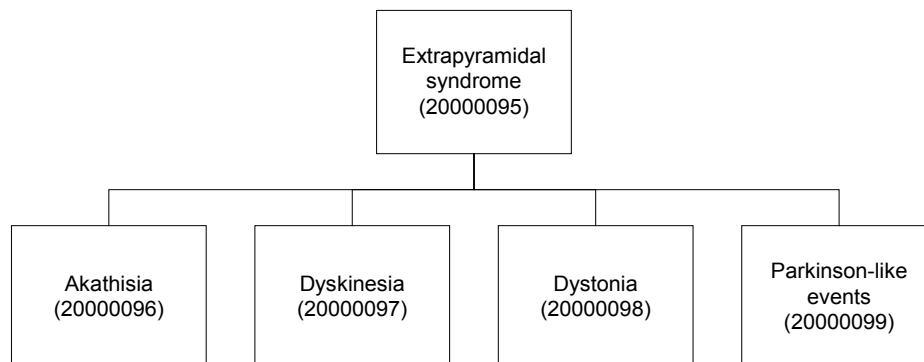 Extrapyramidal
syndrome
(20000095)
Akathisia
(20000096)
Dyskinesia
(20000097)
Dystonia
(20000098)
Parkinson-like
events
(20000099)